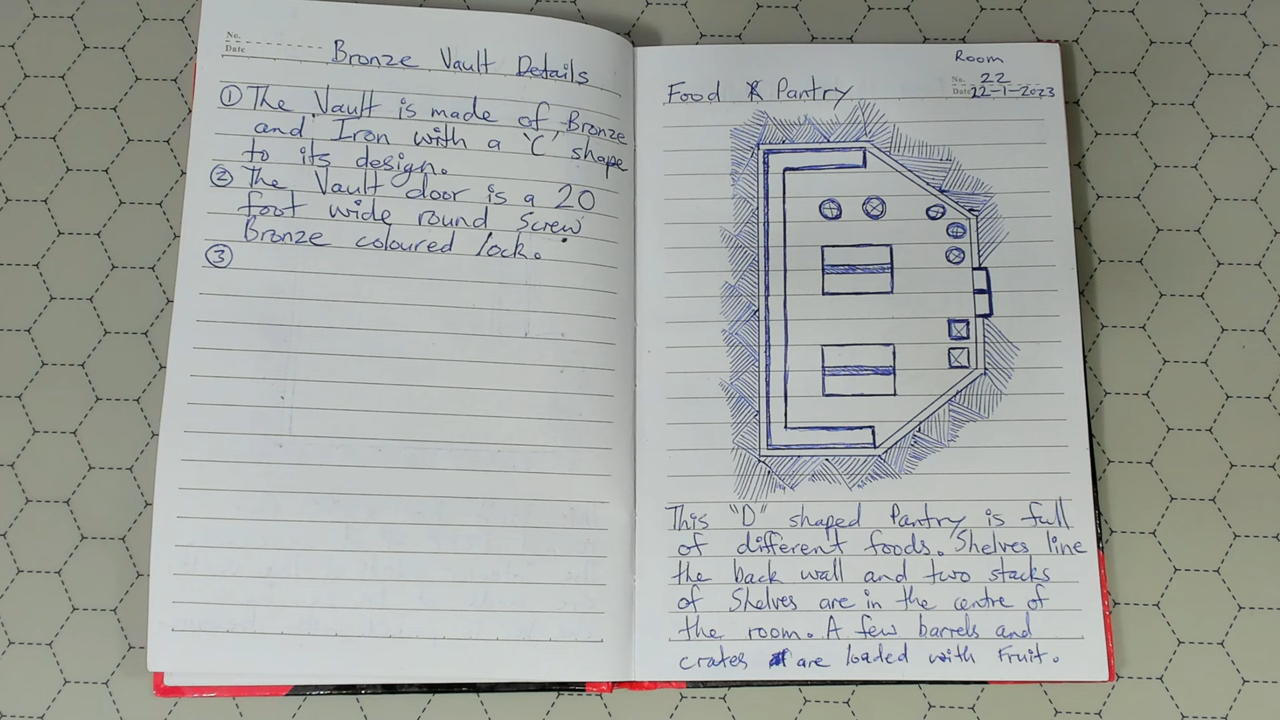 No.
Date
Bronze Vault Details
① The Vault is made of Bronze
and Iron with a "C" shape
to its design.
② The Vault door is a 20
foot wide round Screw
Bronze coloured lock.
③
Room
No. 22
Date 22-1-2023
Food Pantry
This "D" shaped Pantry is full
of different foods. Shelves line
the back wall and two stacks
of Shelves are in the centre of
the room. A few barrels and
crates are loaded with Fruit.